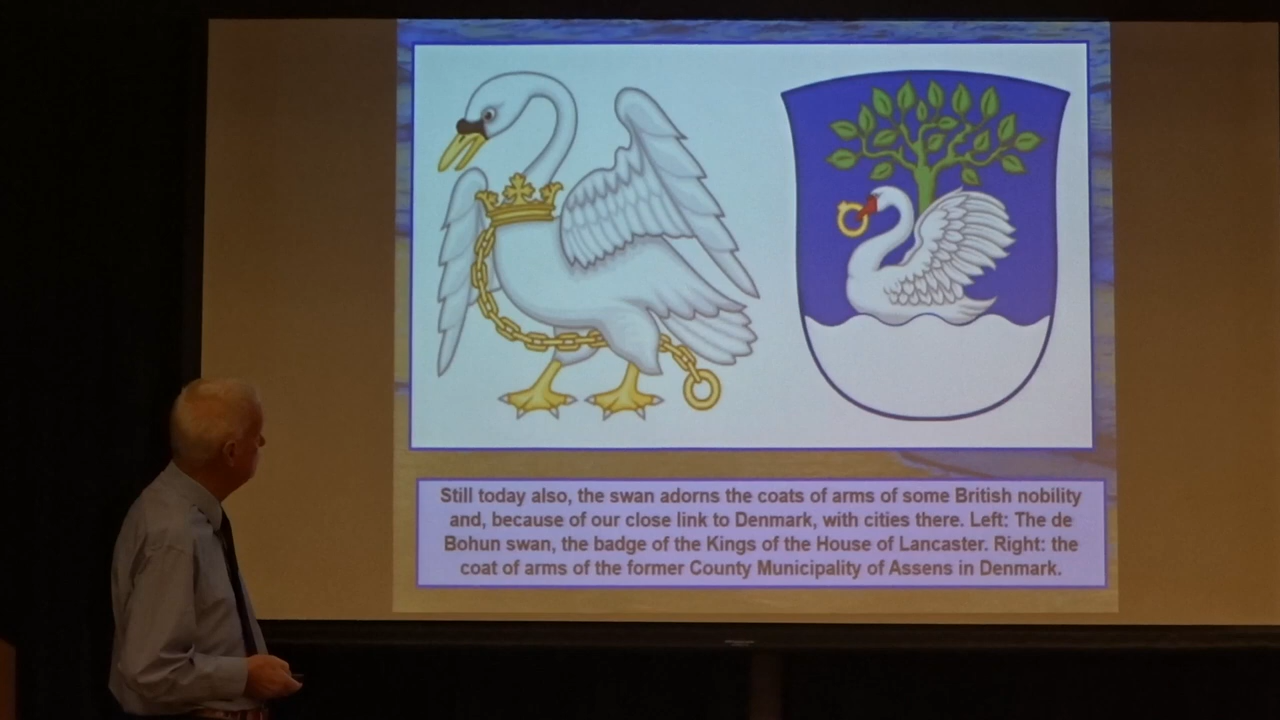 Still today also, the swan adorns the coats of arms of some British nobility
and, because of our close link to Denmark, with cities there. Left: The de
Bohun swan, the badge of the Kings of the House of Lancaster. Right: the
coat of arms of the former County Municipality of Assens in Denmark.